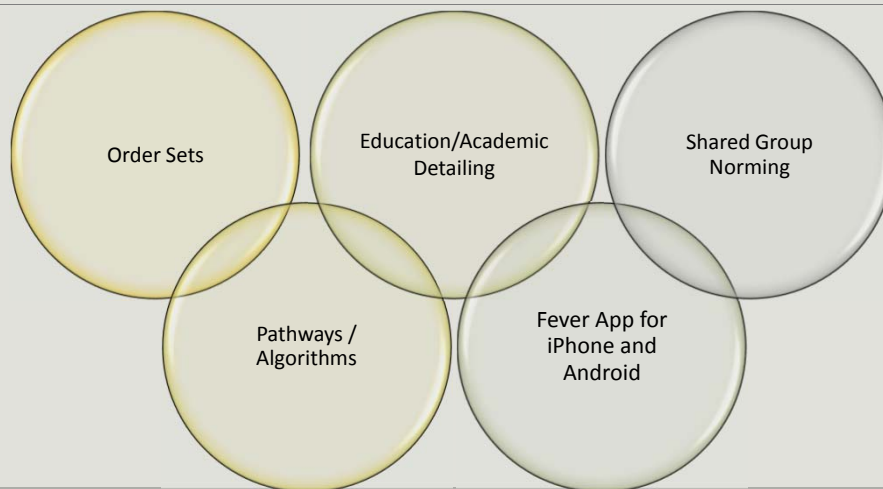 Order Sets
Education/Academic
Detailing
Shared Group
Norming
Pathways /
Algorithms
Fever App for
iPhone and
Android